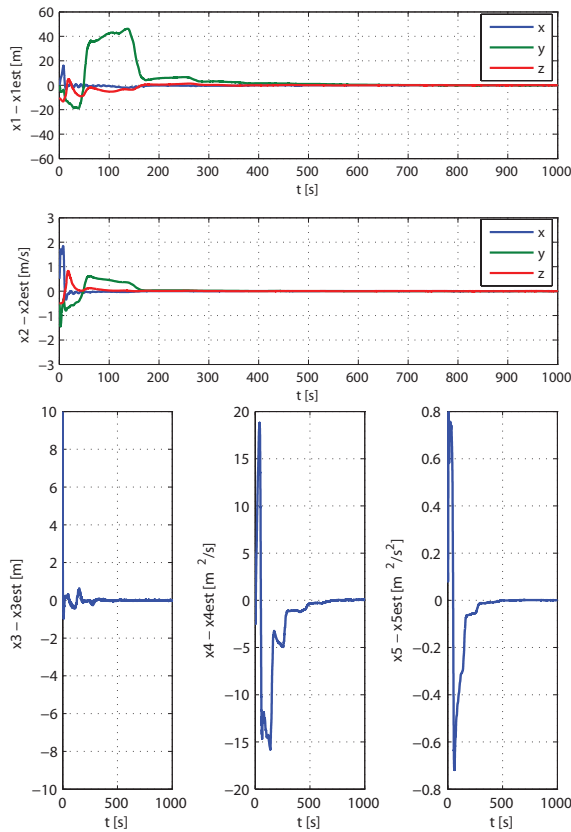 60
40
20
0
−20
−40
−60
x1 − x1est [m]
0 100 200 300 400 500 600 700 800 900 1000
t [s]
x
y
z
3
2
1
0
−1
−2
−3
x2 − x2est [m/s]
0 100 200 300 400 500 600 700 800 900 1000
t [s]
x
y
z
10
8
6
4
2
0
−2
−4
−6
−8
−10
x3 − x3est [m]
0 500 1000
t [s]
20
15
10
5
0
−5
−10
−15
−20
x4 − x4est [m²/s]
0 500 1000
t [s]
0.8
0.6
0.4
0.2
0
−0.2
−0.4
−0.6
−0.8
x5 − x5est [m²/s²]
0 500 1000
t [s]